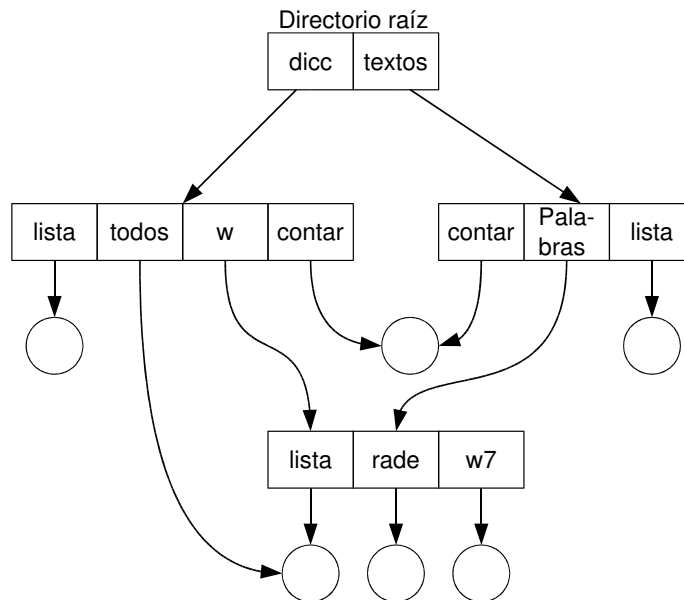 Directorio raíz
dicc textos
lista todos w contar
contar Pala-
bras lista
lista rade w7